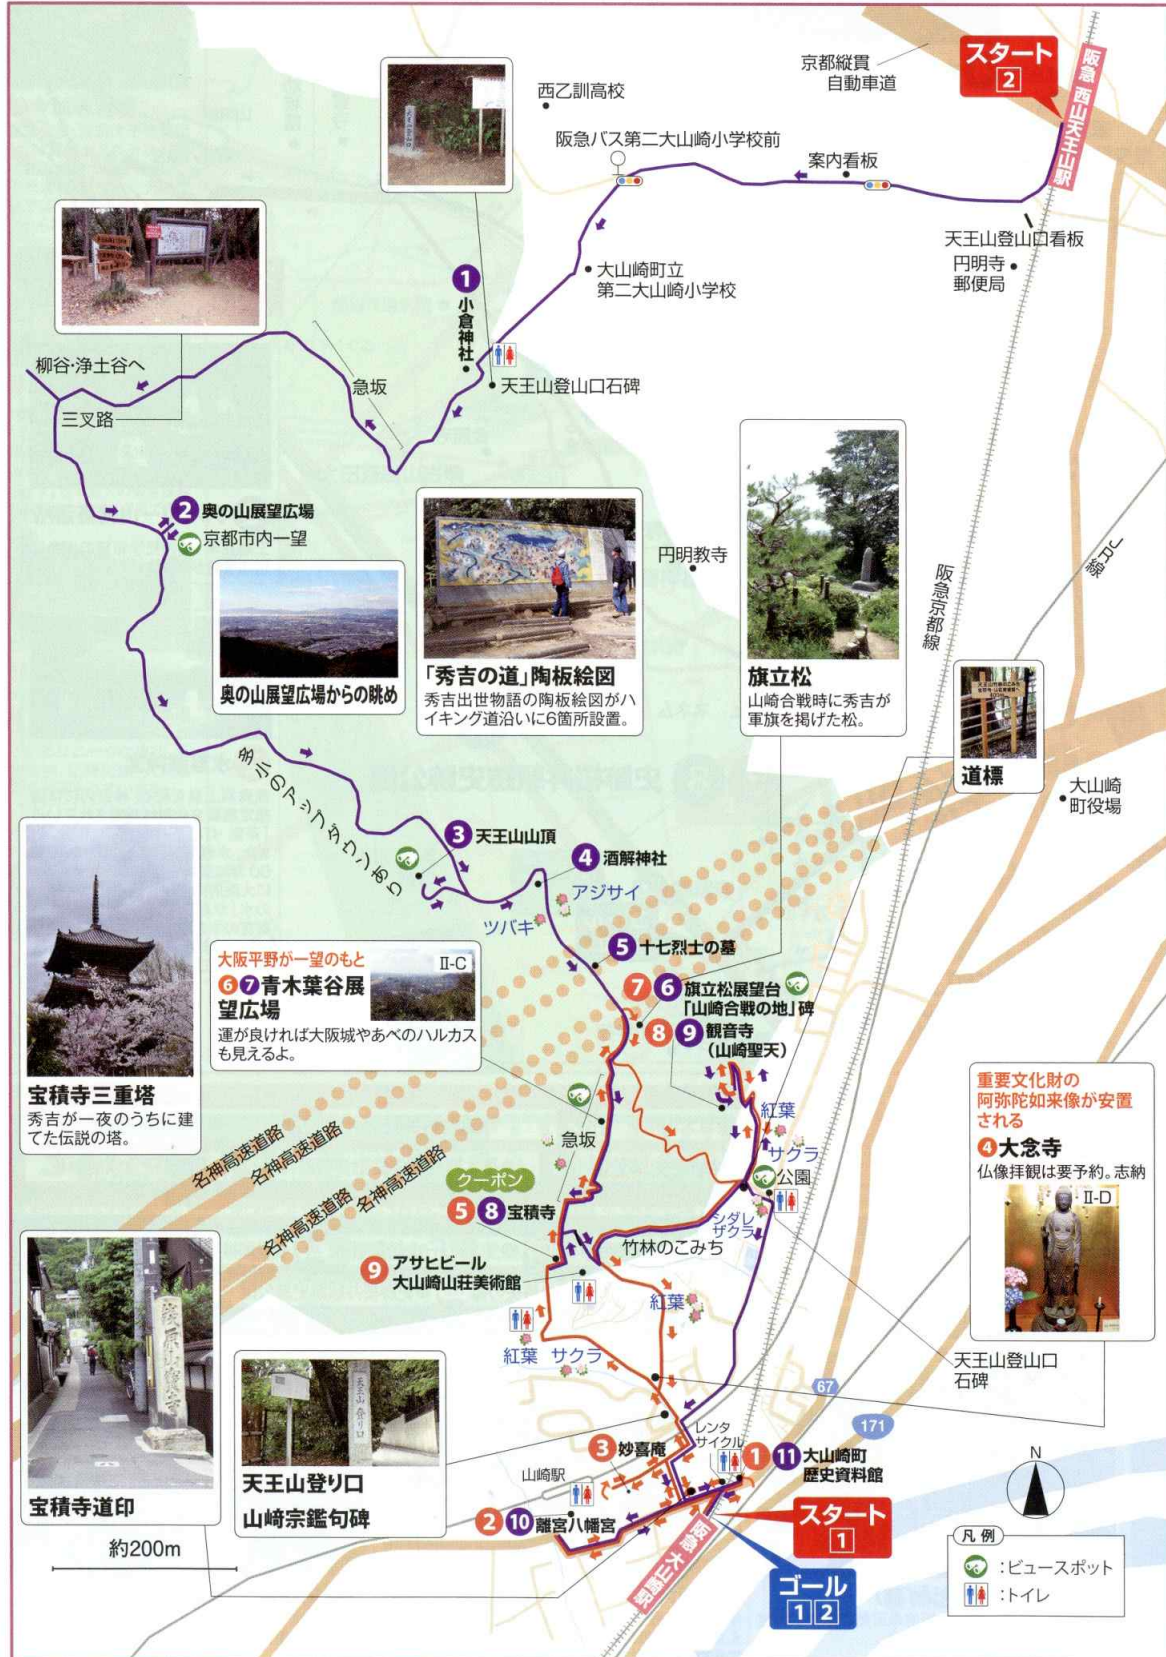 スタート
2
阪急 西山天王山駅
京都縦貫
自動車道
西乙訓高校
阪急バス第二大山崎小学校前
案内看板
天王山登山口看板
円明寺
郵便局
大山崎町立
第二大山崎小学校
1
小倉神社
天王山登山口石碑
柳谷・浄土谷へ
三叉路
急坂
2 奥の山展望広場
京都市内一望
奥の山展望広場からの眺め
「秀吉の道」陶板絵図
秀吉出世物語の陶板絵図がハ
イキング道沿いに6箇所設置。
円明教寺
旗立松
山崎合戦時に秀吉が
軍旗を掲げた松。
阪急京都線
JR線
道標
大山崎
町役場
多少のアップダウンあり
3 天王山山頂
4 酒解神社
アジサイ
ツバキ
5 十七烈士の墓
7 6 旗立松展望台
「山崎合戦の地」碑
8 9 観音寺
(山崎聖天)
宝積寺三重塔
秀吉が一夜のうちに建
てた伝説の塔。
大阪平野が一望のもと
6 7 青木葉谷展
望広場
II-C
運が良ければ大阪城やあべのハルカス
も見えるよ。
名神高速道路
名神高速道路
名神高速道路
名神高速道路
急坂
紅葉
サクラ
公園
シダレ
ザクラ
竹林のこみち
クーポン
5 8 宝積寺
9 アサヒビール
大山崎山荘美術館
紅葉
紅葉 サクラ
重要文化財の
阿弥陀如来像が安置
される
4 大念寺
仏像拝観は要予約。志納
II-D
天王山登山口
石碑
67
171
宝積寺道印
天王山登り口
山崎宗鑑句碑
天王山登り口
3 妙喜庵
レンタ
サイクル
1 11 大山崎町
歴史資料館
山崎駅
2 10 離宮八幡宮
阪急 大山崎駅
スタート
1
ゴール
1 2
約200m
N
凡例
:ビュースポット
:トイレ